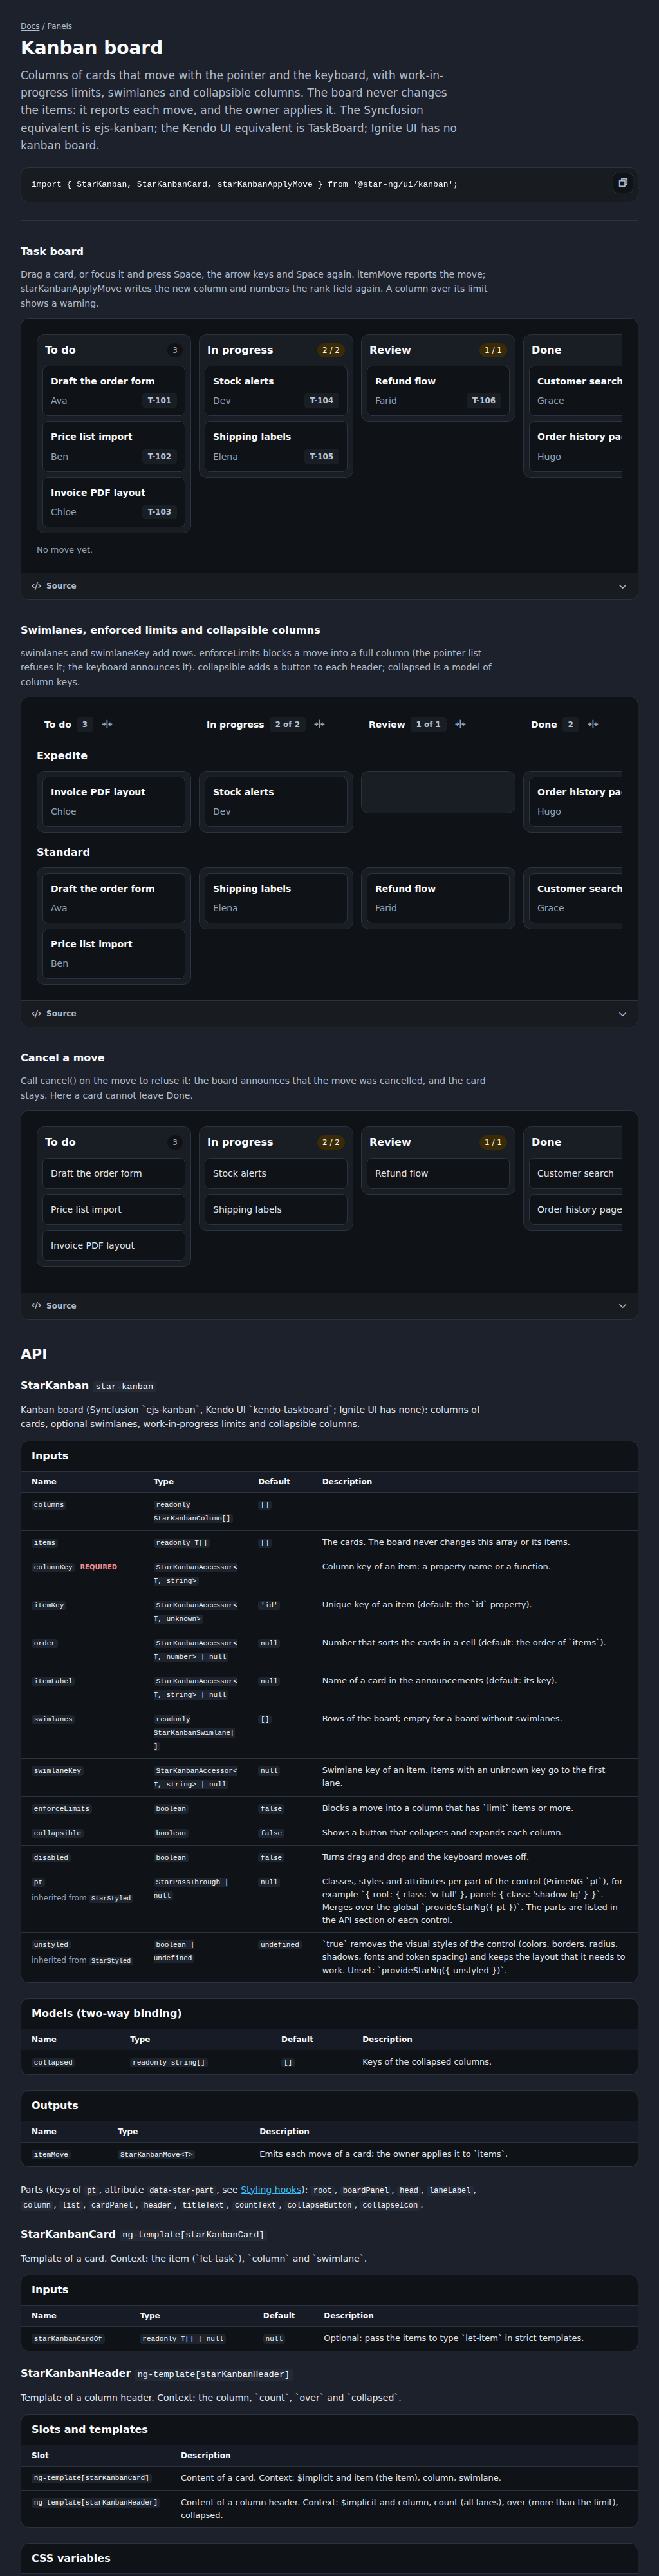 Docs / Panels
Kanban board
Columns of cards that move with the pointer and the keyboard, with work-in-
progress limits, swimlanes and collapsible columns. The board never changes
the items: it reports each move, and the owner applies it. The Syncfusion
equivalent is ejs-kanban; the Kendo UI equivalent is TaskBoard; Ignite UI has no
kanban board.
import { StarKanban, StarKanbanCard, starKanbanApplyMove } from '@star-ng/ui/kanban';
Task board
Drag a card, or focus it and press Space, the arrow keys and Space again. itemMove reports the move;
starKanbanApplyMove writes the new column and numbers the rank field again. A column over its limit
shows a warning.
To do 3 In progress 2 / 2 Review 1 / 1 Done
Draft the order form Stock alerts Refund flow Customer search
Ava T-101 Dev T-104 Farid T-106 Grace
Price list import Shipping labels Order history pag
Ben T-102 Elena T-105 Hugo
Invoice PDF layout
Chloe T-103
No move yet.
Source
Swimlanes, enforced limits and collapsible columns
swimlanes and swimlaneKey add rows. enforceLimits blocks a move into a full column (the pointer list
refuses it; the keyboard announces it). collapsible adds a button to each header; collapsed is a model of
column keys.
To do 3 In progress 2 of 2 Review 1 of 1 Done 2
Expedite
Invoice PDF layout Stock alerts Order history pag
Chloe Dev Hugo
Standard
Draft the order form Shipping labels Refund flow Customer search
Ava Elena Farid Grace
Price list import
Ben
Source
Cancel a move
Call cancel() on the move to refuse it: the board announces that the move was cancelled, and the card
stays. Here a card cannot leave Done.
To do 3 In progress 2 / 2 Review 1 / 1 Done
Draft the order form Stock alerts Refund flow Customer search
Price list import Shipping labels Order history page
Invoice PDF layout
Source
API
StarKanban star-kanban
Kanban board (Syncfusion `ejs-kanban`, Kendo UI `kendo-taskboard`; Ignite UI has none): columns of
cards, optional swimlanes, work-in-progress limits and collapsible columns.
Inputs
Name Type Default Description
columns readonly StarKanbanColumn[] []
items readonly T[] [] The cards. The board never changes this array or its items.
columnKey REQUIRED StarKanbanAccessor<
T, string> Column key of an item: a property name or a function.
itemKey StarKanbanAccessor<
T, unknown> 'id' Unique key of an item (default: the `id` property).
order StarKanbanAccessor<
T, number> | null null Number that sorts the cards in a cell (default: the order of `items`).
itemLabel StarKanbanAccessor<
T, string> | null null Name of a card in the announcements (default: its key).
swimlanes readonly
StarKanbanSwimlane[
] [] Rows of the board; empty for a board without swimlanes.
swimlaneKey StarKanbanAccessor<
T, string> | null null Swimlane key of an item. Items with an unknown key go to the first
lane.
enforceLimits boolean false Blocks a move into a column that has `limit` items or more.
collapsible boolean false Shows a button that collapses and expands each column.
disabled boolean false Turns drag and drop and the keyboard moves off.
pt StarPassThrough | null null Classes, styles and attributes per part of the control (PrimeNG `pt`), for
inherited from StarStyled example `{ root: { class: 'w-full' }, panel: { class: 'shadow-lg' } }`.
Merges over the global `provideStarNg({ pt })`. The parts are listed in
the API section of each control.
unstyled boolean | undefined undefined `true` removes the visual styles of the control (colors, borders, radius,
inherited from StarStyled shadows, fonts and token spacing) and keeps the layout that it needs to
work. Unset: `provideStarNg({ unstyled })`.
Models (two-way binding)
Name Type Default Description
collapsed readonly string[] [] Keys of the collapsed columns.
Outputs
Name Type Description
itemMove StarKanbanMove<T> Emits each move of a card; the owner applies it to `items`.
Parts (keys of pt, attribute data-star-part, see Styling hooks): root, boardPanel, head, laneLabel,
column, list, cardPanel, header, titleText, countText, collapseButton, collapseIcon.
StarKanbanCard ng-template[starKanbanCard]
Template of a card. Context: the item (`let-task`), `column` and `swimlane`.
Inputs
Name Type Default Description
starKanbanCardOf readonly T[] | null null Optional: pass the items to type `let-item` in strict templates.
StarKanbanHeader ng-template[starKanbanHeader]
Template of a column header. Context: the column, `count`, `over` and `collapsed`.
Slots and templates
Slot Description
ng-template[starKanbanCard] Content of a card. Context: $implicit and item (the item), column, swimlane.
ng-template[starKanbanHeader] Content of a column header. Context: $implicit and column, count (all lanes), over (more than the limit),
collapsed.
CSS variables